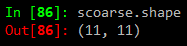 In [86]: scoarse.shape
Out[86]: (11, 11)